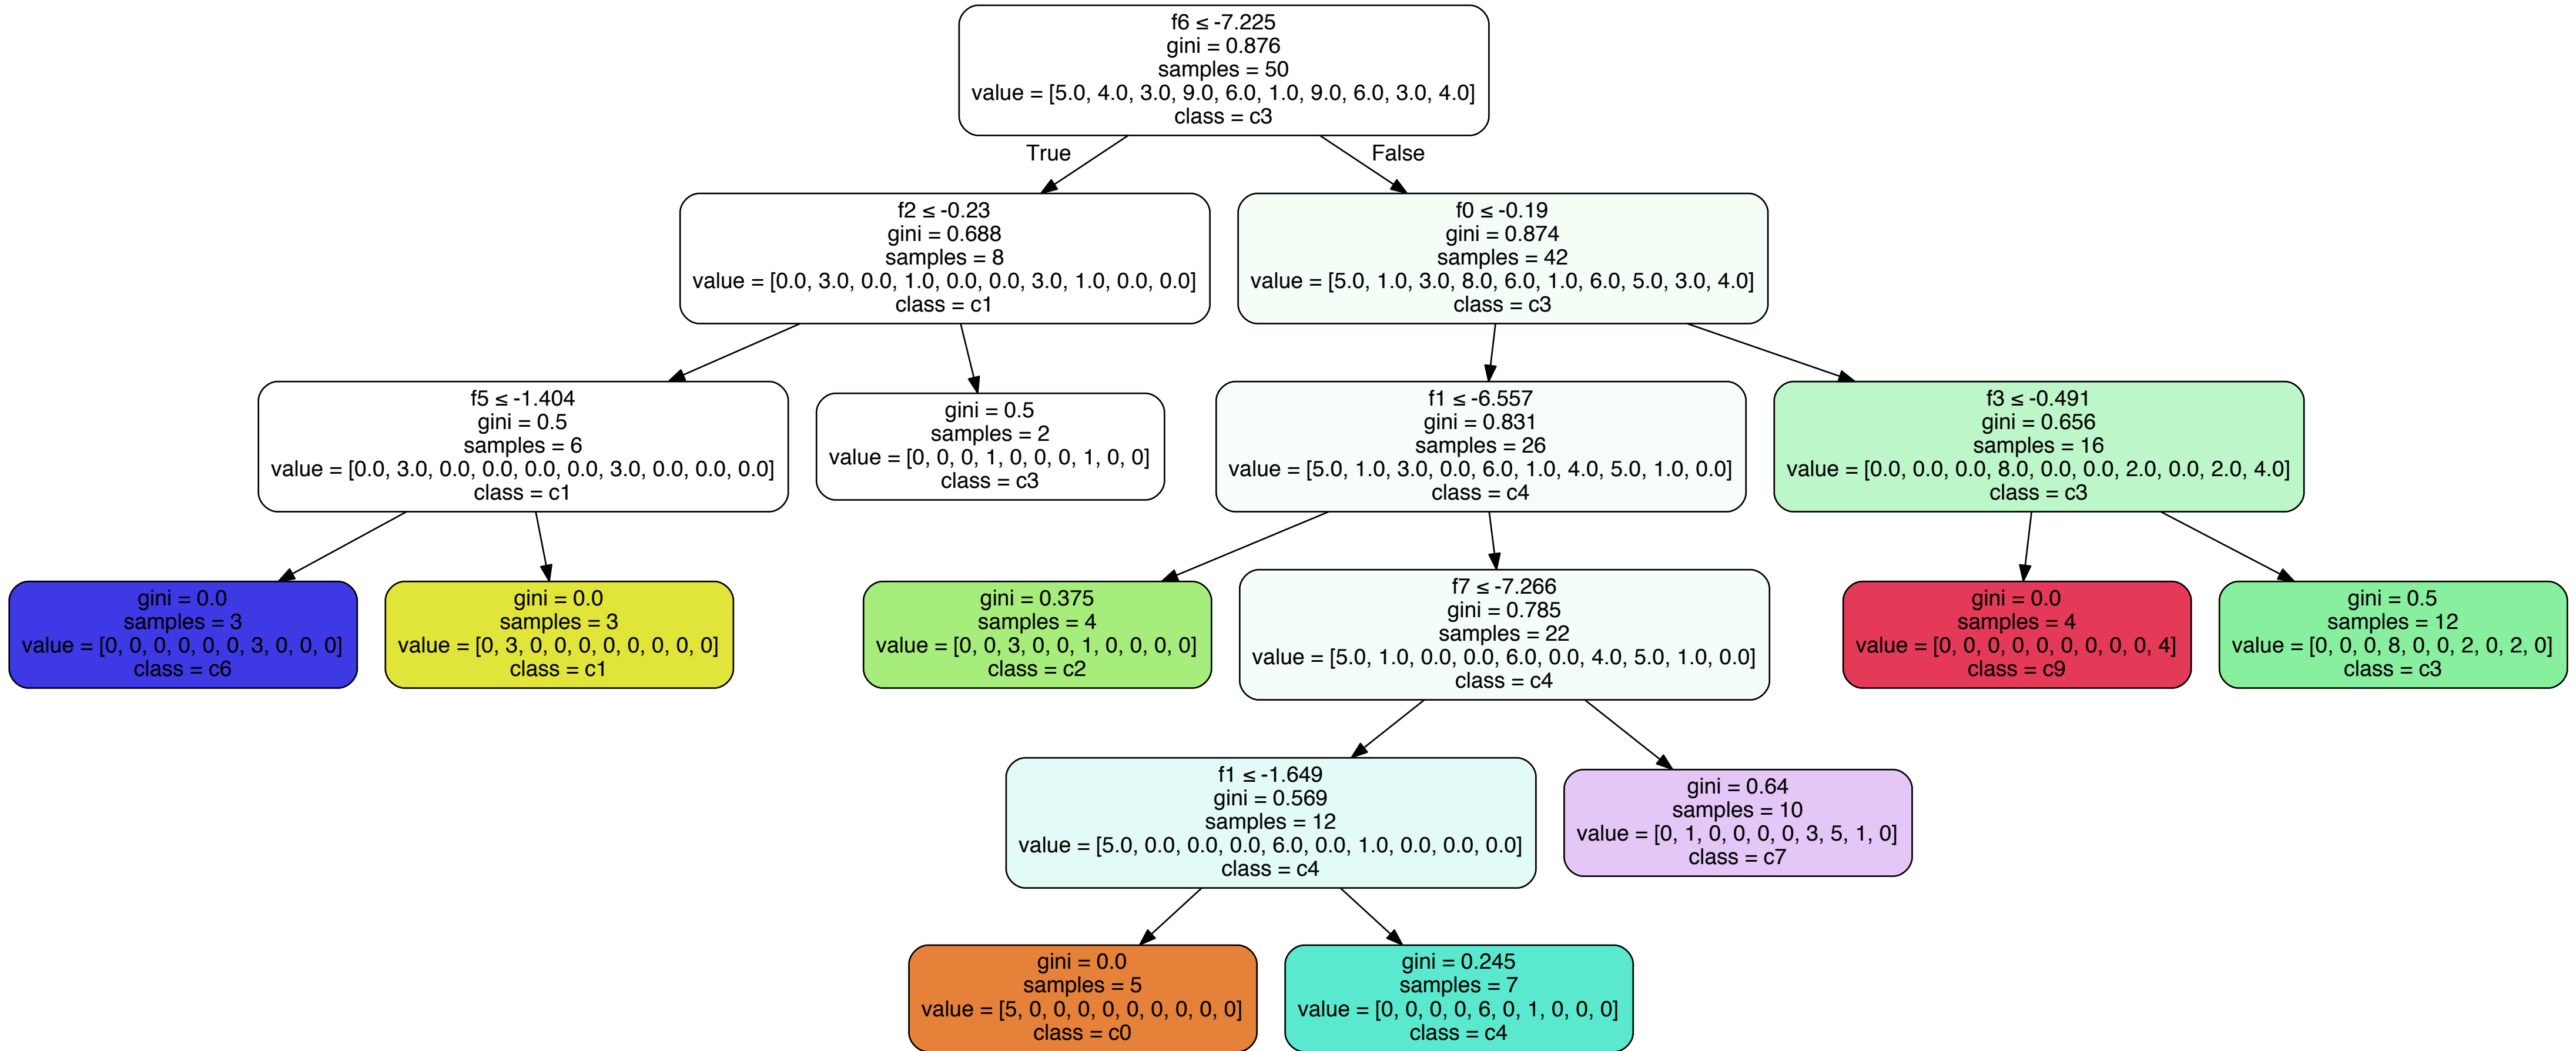 f6 ≤ -7.225
gini = 0.876
samples = 50
value = [5.0, 4.0, 3.0, 9.0, 6.0, 1.0, 9.0, 6.0, 3.0, 4.0]
class = c3
True
False
f2 ≤ -0.23
gini = 0.688
samples = 8
value = [0.0, 3.0, 0.0, 1.0, 0.0, 0.0, 3.0, 1.0, 0.0, 0.0]
class = c1
f0 ≤ -0.19
gini = 0.874
samples = 42
value = [5.0, 1.0, 3.0, 8.0, 6.0, 1.0, 6.0, 5.0, 3.0, 4.0]
class = c3
f5 ≤ -1.404
gini = 0.5
samples = 6
value = [0.0, 3.0, 0.0, 0.0, 0.0, 0.0, 3.0, 0.0, 0.0, 0.0]
class = c1
gini = 0.5
samples = 2
value = [0, 0, 0, 1, 0, 0, 0, 1, 0, 0]
class = c3
f1 ≤ -6.557
gini = 0.831
samples = 26
value = [5.0, 1.0, 3.0, 0.0, 6.0, 1.0, 4.0, 5.0, 1.0, 0.0]
class = c4
f3 ≤ -0.491
gini = 0.656
samples = 16
value = [0.0, 0.0, 0.0, 8.0, 0.0, 0.0, 2.0, 0.0, 2.0, 4.0]
class = c3
gini = 0.0
samples = 3
value = [0, 0, 0, 0, 0, 0, 3, 0, 0, 0]
class = c6
gini = 0.0
samples = 3
value = [0, 3, 0, 0, 0, 0, 0, 0, 0, 0]
class = c1
gini = 0.375
samples = 4
value = [0, 0, 3, 0, 0, 1, 0, 0, 0, 0]
class = c2
f7 ≤ -7.266
gini = 0.785
samples = 22
value = [5.0, 1.0, 0.0, 0.0, 6.0, 0.0, 4.0, 5.0, 1.0, 0.0]
class = c4
gini = 0.0
samples = 4
value = [0, 0, 0, 0, 0, 0, 0, 0, 0, 4]
class = c9
gini = 0.5
samples = 12
value = [0, 0, 0, 8, 0, 0, 2, 0, 2, 0]
class = c3
f1 ≤ -1.649
gini = 0.569
samples = 12
value = [5.0, 0.0, 0.0, 0.0, 6.0, 0.0, 1.0, 0.0, 0.0, 0.0]
class = c4
gini = 0.64
samples = 10
value = [0, 1, 0, 0, 0, 0, 3, 5, 1, 0]
class = c7
gini = 0.0
samples = 5
value = [5, 0, 0, 0, 0, 0, 0, 0, 0, 0]
class = c0
gini = 0.245
samples = 7
value = [0, 0, 0, 0, 6, 0, 1, 0, 0, 0]
class = c4